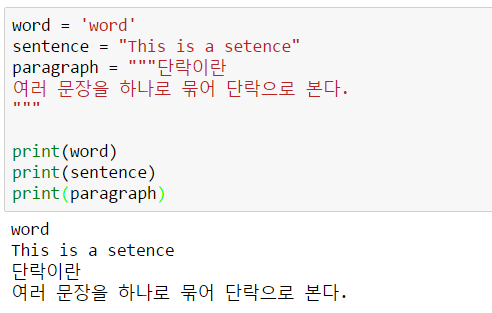 word = 'word'
sentence = "This is a setence"
paragraph = """단락이란
여러 문장을 하나로 묶어 단락으로 본다.
"""
print(word)
print(sentence)
print(paragraph)
word
This is a setence
단락이란
여러 문장을 하나로 묶어 단락으로 본다.